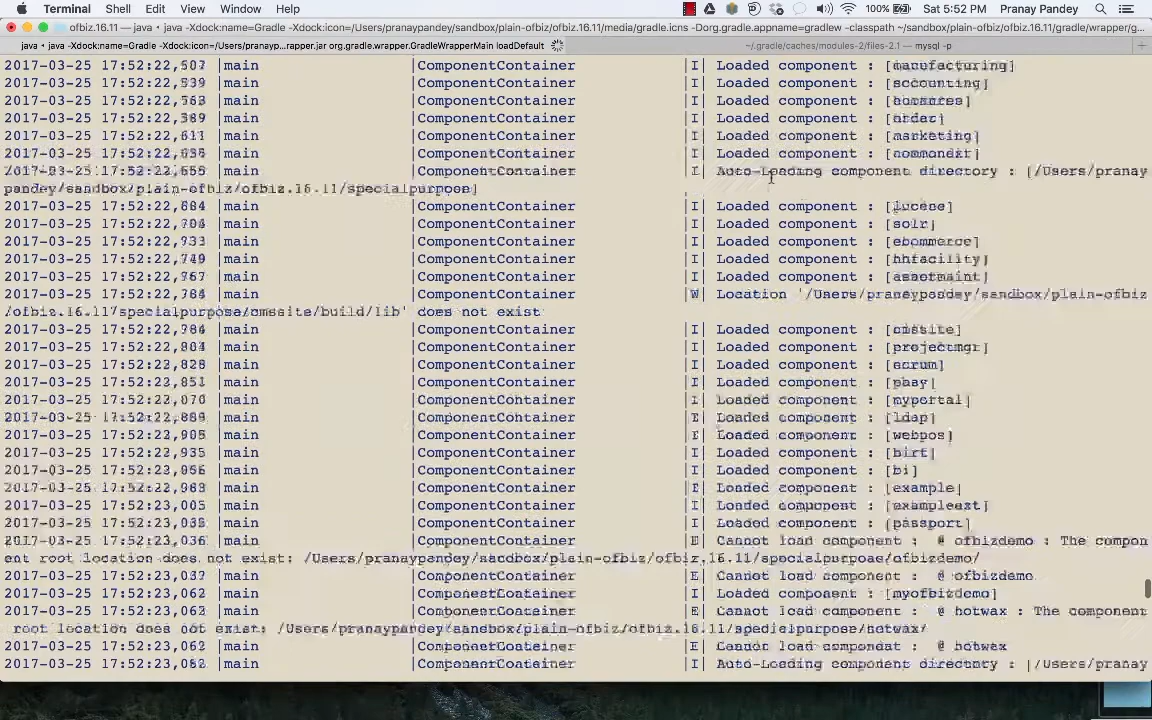 Terminal Shell Edit View Window Help 100% Sat 5:52 PM Pranay Pandey
ofbiz.16.11 — java ‹ java -Xdock:name=Gradle -Xdock:icon=/Users/pranaypandey/sandbox/plain-ofbiz/ofbiz.16.11/media/gradle.icns -Dorg.gradle.appname=gradlew -classpath ~/sandbox/plain-ofbiz/ofbiz.16.11/gradle/wrapper/g...
java ‹ java -Xdock:name=Gradle -Xdock:icon=/Users/pranayp...rapper.jar org.gradle.wrapper.GradleWrapperMain loadDefault ~/.gradle/caches/modules-2/files-2.1 — mysql -p +
2017-03-25 17:52:22,507 |main |ComponentContainer |I| Loaded component : [manufacturing]
2017-03-25 17:52:22,539 |main |ComponentContainer |I| Loaded component : [accounting]
2017-03-25 17:52:22,563 |main |ComponentContainer |I| Loaded component : [humanres]
2017-03-25 17:52:22,589 |main |ComponentContainer |I| Loaded component : [order]
2017-03-25 17:52:22,611 |main |ComponentContainer |I| Loaded component : [marketing]
2017-03-25 17:52:22, |main |ComponentContainer |I| Loaded component : [commonext]
2017-03-25 17:52:22,655 |main |ComponentContainer |I| Auto-Loading component directory : [/Users/pranay
pandey/sandbox/plain-ofbiz/ofbiz.16.11/specialpurpose]
2017-03-25 17:52:22,684 |main |ComponentContainer |I| Loaded component : [lucene]
2017-03-25 17:52:22,706 |main |ComponentContainer |I| Loaded component : [solr]
2017-03-25 17:52:22, |main |ComponentContainer |I| Loaded component : [ecommerce]
2017-03-25 17:52:22,749 |main |ComponentContainer |I| Loaded component : [hhfacility]
2017-03-25 17:52:22,767 |main |ComponentContainer |I| Loaded component : [assetmaint]
2017-03-25 17:52:22,784 |main |ComponentContainer |W| Location '/Users/pranaypandey/sandbox/plain-ofbiz
/ofbiz.16.11/specialpurpose/cmssite/build/lib' does not exist
2017-03-25 17:52:22, |main |ComponentContainer |I| Loaded component : [cmssite]
2017-03-25 17:52:22,804 |main |ComponentContainer |I| Loaded component : [projectmgr]
2017-03-25 17:52:22,828 |main |ComponentContainer |I| Loaded component : [scrum]
2017-03-25 17:52:22,851 |main |ComponentContainer |I| Loaded component : [ebay]
2017-03-25 17:52:22,870 |main |ComponentContainer |I| Loaded component : [myportal]
2017-03-25 17:52:22,889 |main |ComponentContainer |I| Loaded component : [ldap]
2017-03-25 17:52:22,905 |main |ComponentContainer |I| Loaded component : [webpos]
2017-03-25 17:52:22,935 |main |ComponentContainer |I| Loaded component : [birt]
2017-03-25 17:52:22,956 |main |ComponentContainer |I| Loaded component : [bi]
2017-03-25 17:52:22,983 |main |ComponentContainer |I| Loaded component : [example]
2017-03-25 17:52:23,005 |main |ComponentContainer |I| Loaded component : [exampleext]
2017-03-25 17:52:23,035 |main |ComponentContainer |I| Loaded component : [passport]
2017-03-25 17:52:23,036 |main |ComponentContainer |E| Cannot load component : @ ofbizdemo : The compon
ent root location does not exist: /Users/pranaypandey/sandbox/plain-ofbiz/ofbiz.16.11/specialpurpose/ofbizdemo/
2017-03-25 17:52:23,037 |main |ComponentContainer |E| Cannot load component : @ ofbizdemo
2017-03-25 17:52:23,062 |main |ComponentContainer |I| Loaded component : [myofbizdemo]
2017-03-25 17:52:23,062 |main |ComponentContainer |E| Cannot load component : @ hotwax : The component
root location does not exist: /Users/pranaypandey/sandbox/plain-ofbiz/ofbiz.16.11/specialpurpose/hotwax/
2017-03-25 17:52:23,062 |main |ComponentContainer |E| Cannot load component : @ hotwax
2017-03-25 17:52:23,082 |main |ComponentContainer |I| Auto-Loading component directory : [/Users/pranay